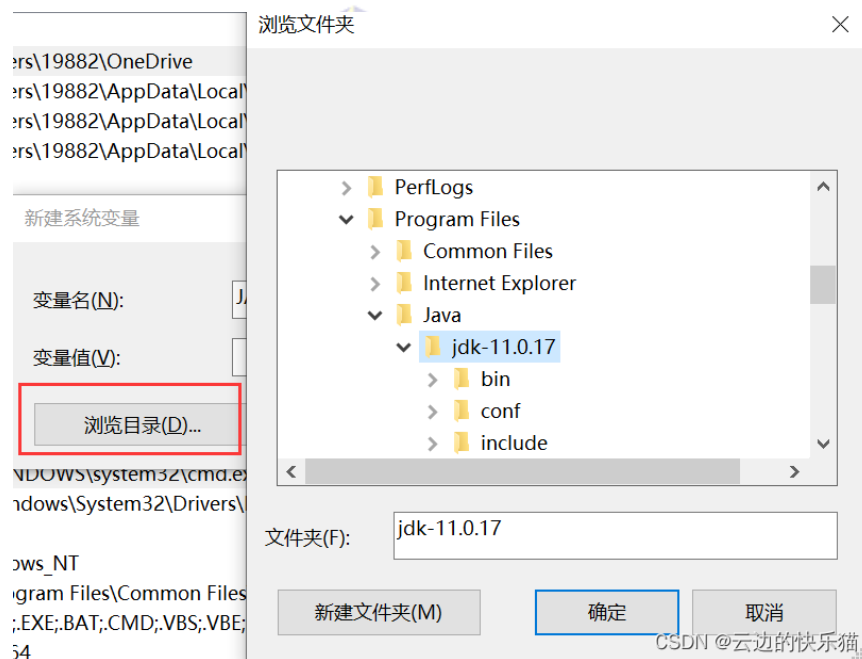 浏览文件夹
ers\19882\OneDrive
ers\19882\AppData\Local\
ers\19882\AppData\Local\
ers\19882\AppData\Local\
新建系统变量
变量名(N):
JA
变量值(V):
浏览目录(D)...
NDOWS\system32\cmd.ex
ndows\System32\Drivers\
ows_NT
ogram Files\Common Files
;.EXE;.BAT;.CMD;.VBS;.VBE;
64
PerfLogs
Program Files
Common Files
Internet Explorer
Java
jdk-11.0.17
bin
conf
include
文件夹(F):
jdk-11.0.17
新建文件夹(M)
确定
取消
CSDN @云边的快乐猫